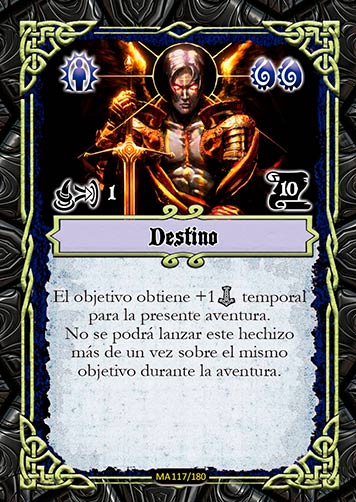 1
10
Destino
El objetivo obtiene +1 temporal
para la presente aventura.
No se podrá lanzar este hechizo
más de un vez sobre el mismo
objetivo durante la aventura.
MA117/180